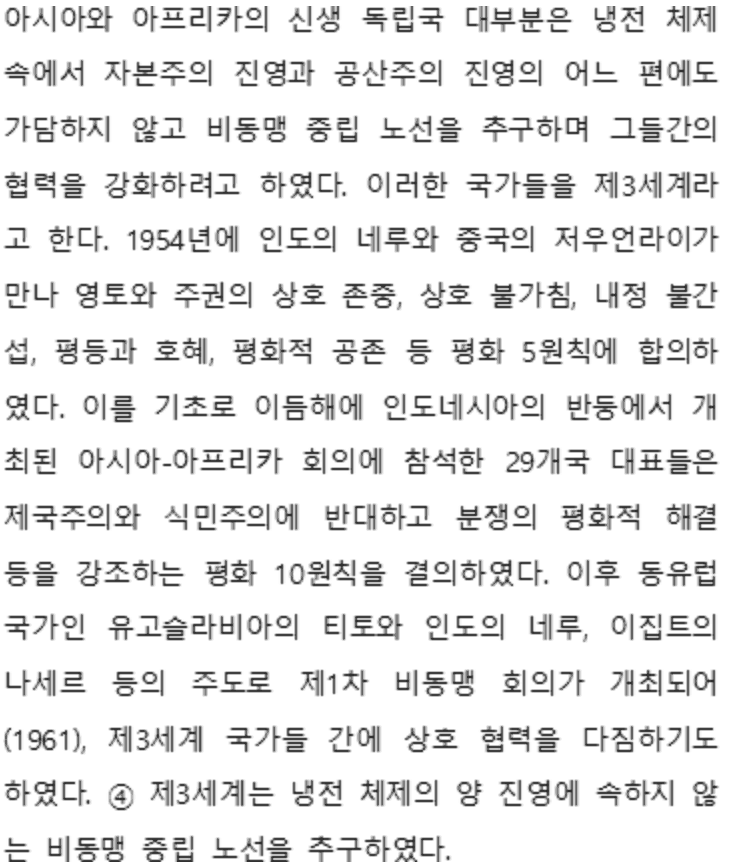 아시아와 아프리카의 신생 독립국 대부분은 냉전 체제
속에서 자본주의 진영과 공산주의 진영의 어느 편에도
가담하지 않고 비동맹 중립 노선을 추구하며 그들간의
협력을 강화하려고 하였다. 이러한 국가들을 제3세계라
고 한다. 1954년에 인도의 네루와 중국의 저우언라이가
만나 영토와 주권의 상호 존중, 상호 불가침, 내정 불간
섭, 평등과 호혜, 평화적 공존 등 평화 5원칙에 합의하
였다. 이를 기초로 이듬해에 인도네시아의 반둥에서 개
최된 아시아-아프리카 회의에 참석한 29개국 대표들은
제국주의와 식민주의에 반대하고 분쟁의 평화적 해결
등을 강조하는 평화 10원칙을 결의하였다. 이후 동유럽
국가인 유고슬라비아의 티토와 인도의 네루, 이집트의
나세르 등의 주도로 제1차 비동맹 회의가 개최되어
(1961), 제3세계 국가들 간에 상호 협력을 다짐하기도
하였다. ④ 제3세계는 냉전 체제의 양 진영에 속하지 않
는 비동맹 중립 노선을 추구하였다.